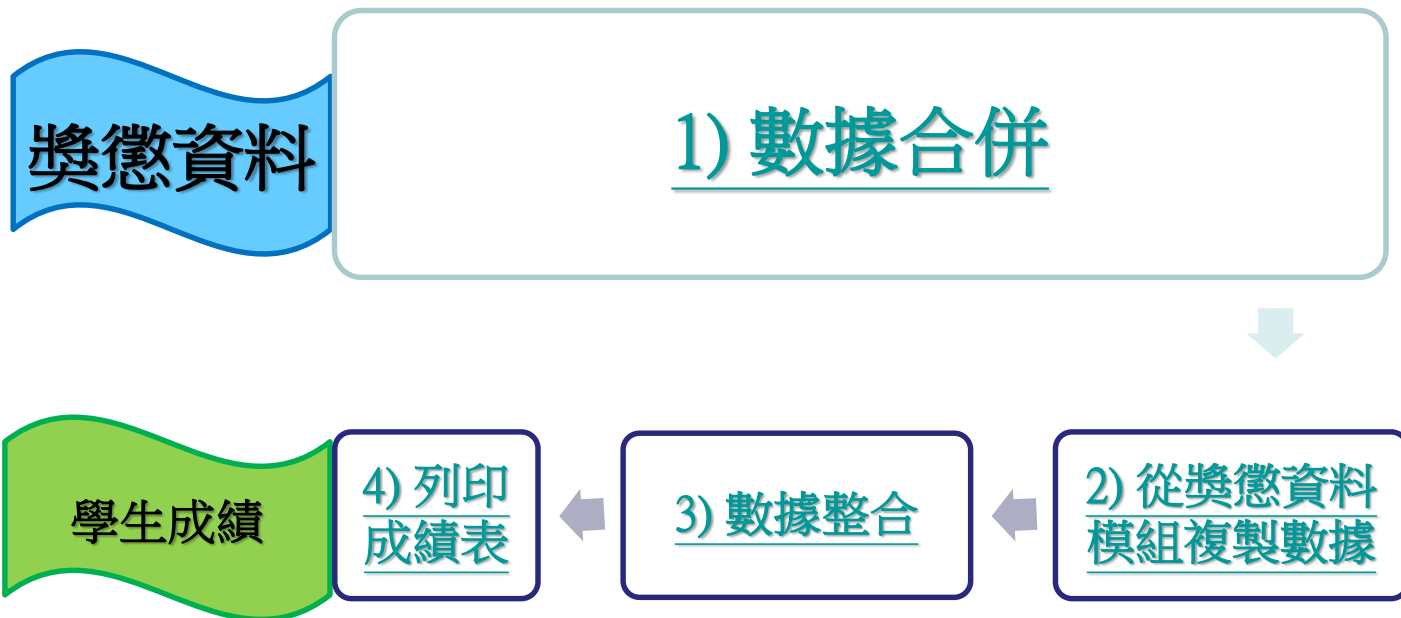 獎懲資料
1) 數據合併
學生成績
4) 列印
成績表
3) 數據整合
2) 從獎懲資料
模組複製數據